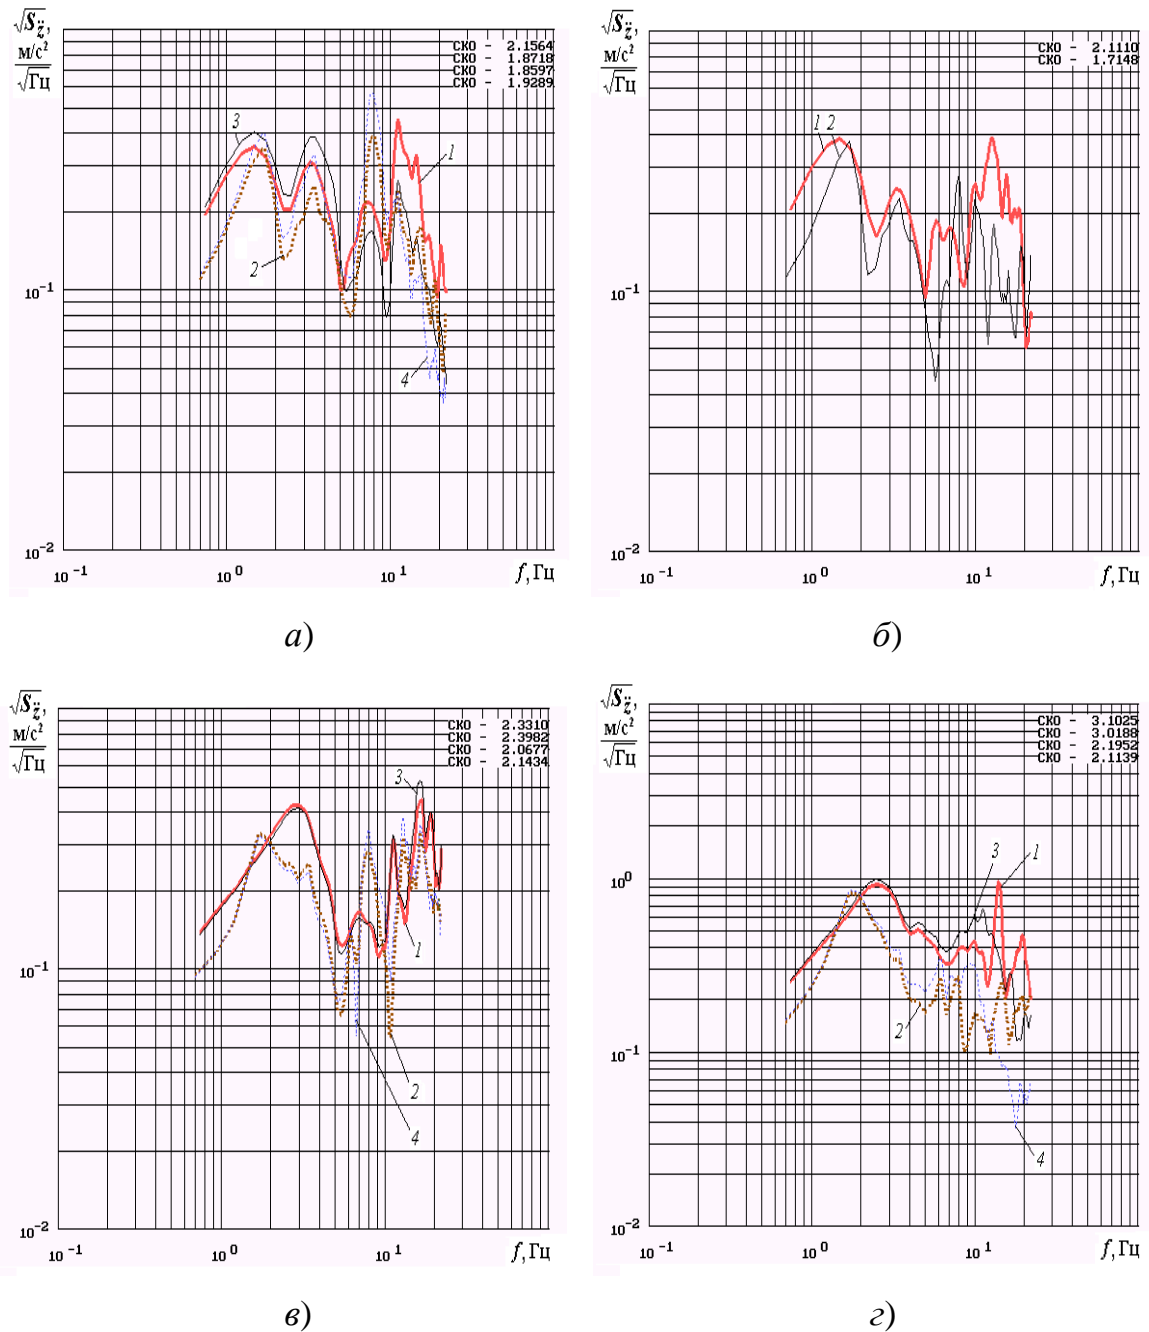 √S_z̈,
м/с²
√Гц
СКО - 2.1564
1.8718
СКО - 1.8597
СКО - 1.9289
3
1
2
4
10⁻¹
10⁻²
10⁻¹
10⁰
10¹
f, Гц
а)
√S_z̈,
м/с²
√Гц
СКО - 2.1110
СКО - 1.7148
1 2
10⁻¹
10⁻²
10⁻¹
10⁰
10¹
f, Гц
б)
√S_z̈,
м/с²
√Гц
СКО - 2.3310
СКО - 2.3982
СКО - 2.0677
СКО - 2.1434
3
1
2
4
10⁻¹
10⁻²
10⁻¹
10⁰
10¹
f, Гц
в)
√S_z̈,
м/с²
√Гц
СКО - 3.1025
СКО - 3.0188
СКО - 2.1952
СКО - 2.1139
3
1
2
4
10⁰
10⁻¹
10⁻²
10⁻¹
10⁰
10¹
f, Гц
г)